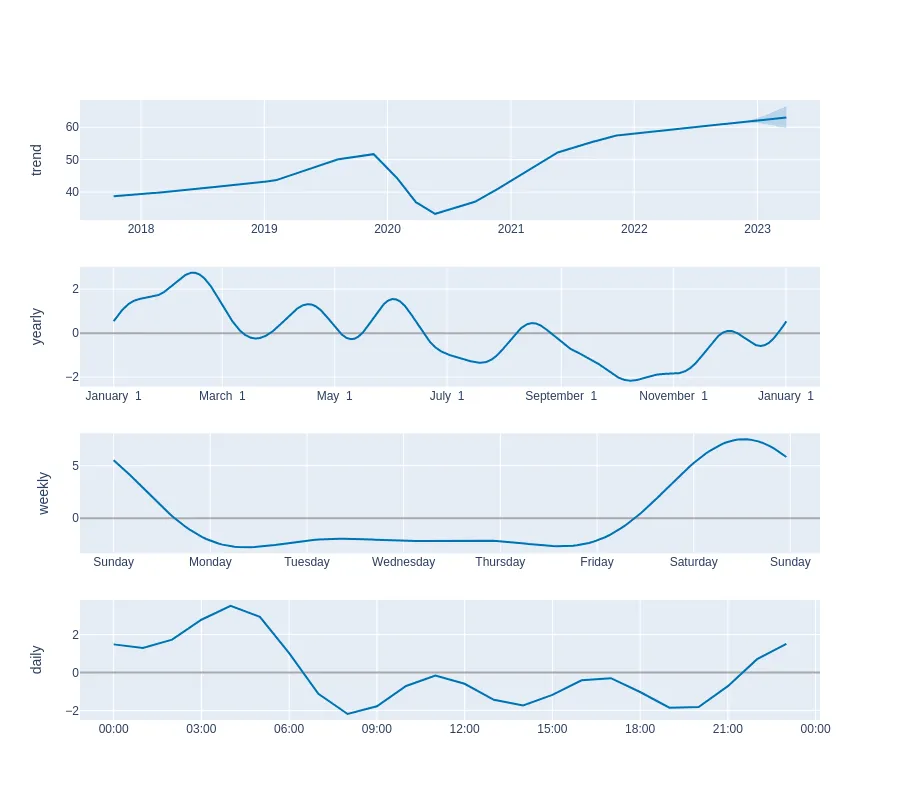 trend
60
50
40
2018 2019 2020 2021 2022 2023
yearly
2
0
−2
January 1 March 1 May 1 July 1 September 1 November 1 January 1
weekly
5
0
Sunday Monday Tuesday Wednesday Thursday Friday Saturday Sunday
daily
2
0
−2
00:00 03:00 06:00 09:00 12:00 15:00 18:00 21:00 00:00